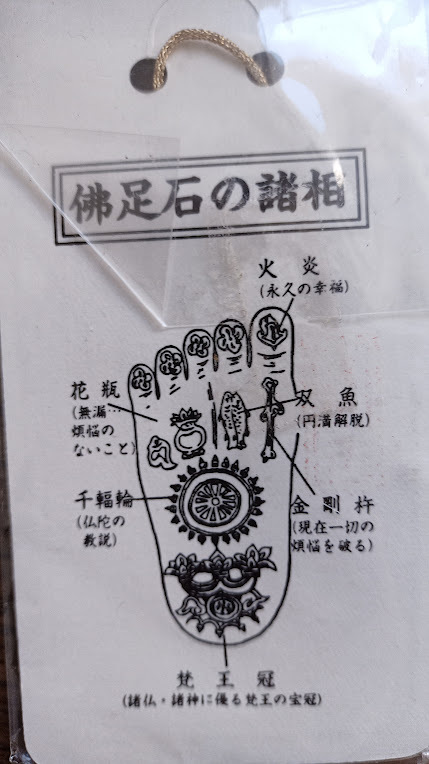 佛足石の諸相
火炎
(永久の幸福)
花瓶
(無漏…
煩悩の
ないこと)
双魚
(円満解脱)
千輻輪
(仏陀の
教説)
金剛杵
(現在一切の
煩悩を破る)
梵王冠
(諸仏・諸神に優る梵王の宝冠)